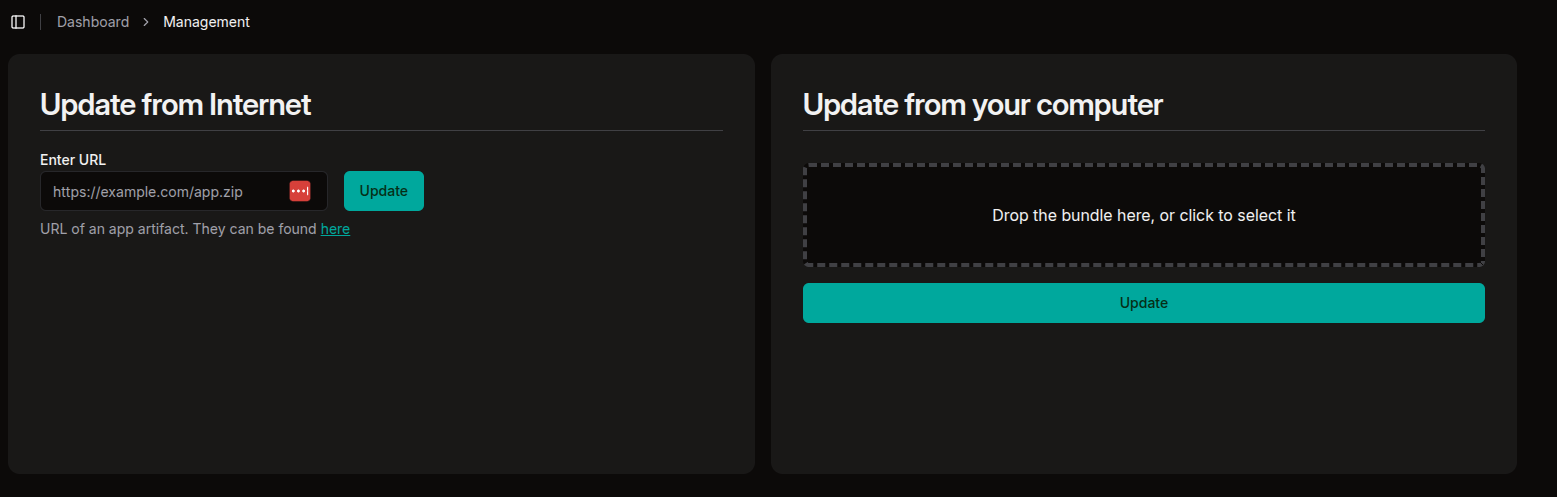 Dashboard > Management
Update from Internet
Enter URL
https://example.com/app.zip
Update
URL of an app artifact. They can be found here
Update from your computer
Drop the bundle here, or click to select it
Update